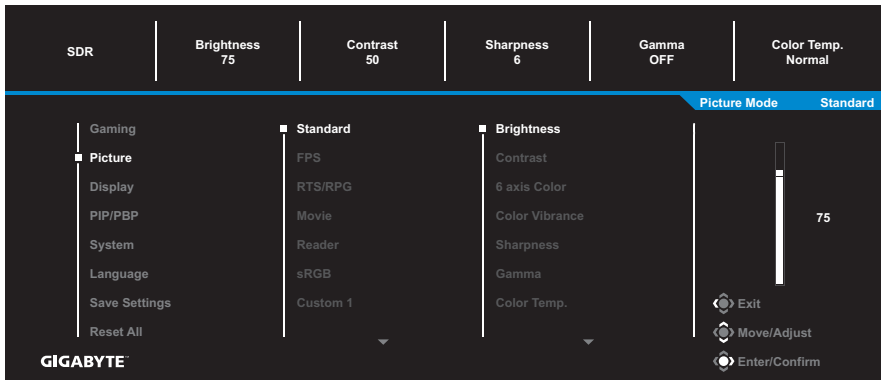 SDR
Brightness
75
Contrast
50
Sharpness
6
Gamma
OFF
Color Temp.
Normal
Picture Mode Standard
Gaming
Picture
Display
PIP/PBP
System
Language
Save Settings
Reset All
Standard
FPS
RTS/RPG
Movie
Reader
sRGB
Custom 1
Brightness
Contrast
6 axis Color
Color Vibrance
Sharpness
Gamma
Color Temp.
75
Exit
Move/Adjust
Enter/Confirm
GIGABYTE™